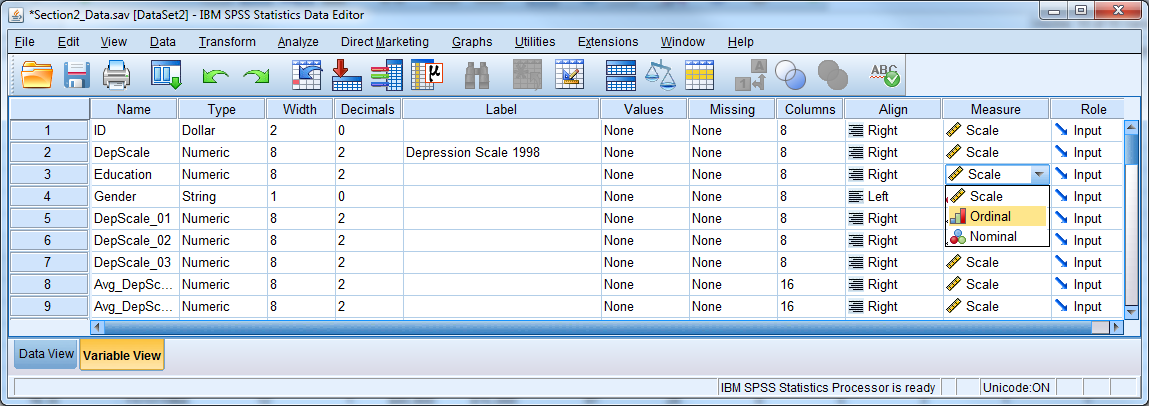 *Section2_Data.sav [DataSet2] - IBM SPSS Statistics Data Editor
File Edit View Data Transform Analyze Direct Marketing Graphs Utilities Extensions Window Help
A
1 4
μ
ABC
Name Type Width Decimals Label Values Missing Columns Align Measure Role
1 ID Dollar 2 0 None None 8 Right Scale Input
2 DepScale Numeric 8 2 Depression Scale 1998 None None 8 Right Scale Input
3 Education Numeric 8 2 None None 8 Right Scale Input
4 Gender String 1 0 None None 8 Left Scale Input
5 DepScale_01 Numeric 8 2 None None 8 Right Ordinal Input
6 DepScale_02 Numeric 8 2 None None 8 Right Nominal Input
7 DepScale_03 Numeric 8 2 None None 8 Right Scale Input
8 Avg_DepSc... Numeric 8 2 None None 16 Right Scale Input
9 Avg_DepSc... Numeric 8 2 None None 16 Right Scale Input
Data View Variable View
IBM SPSS Statistics Processor is ready Unicode:ON